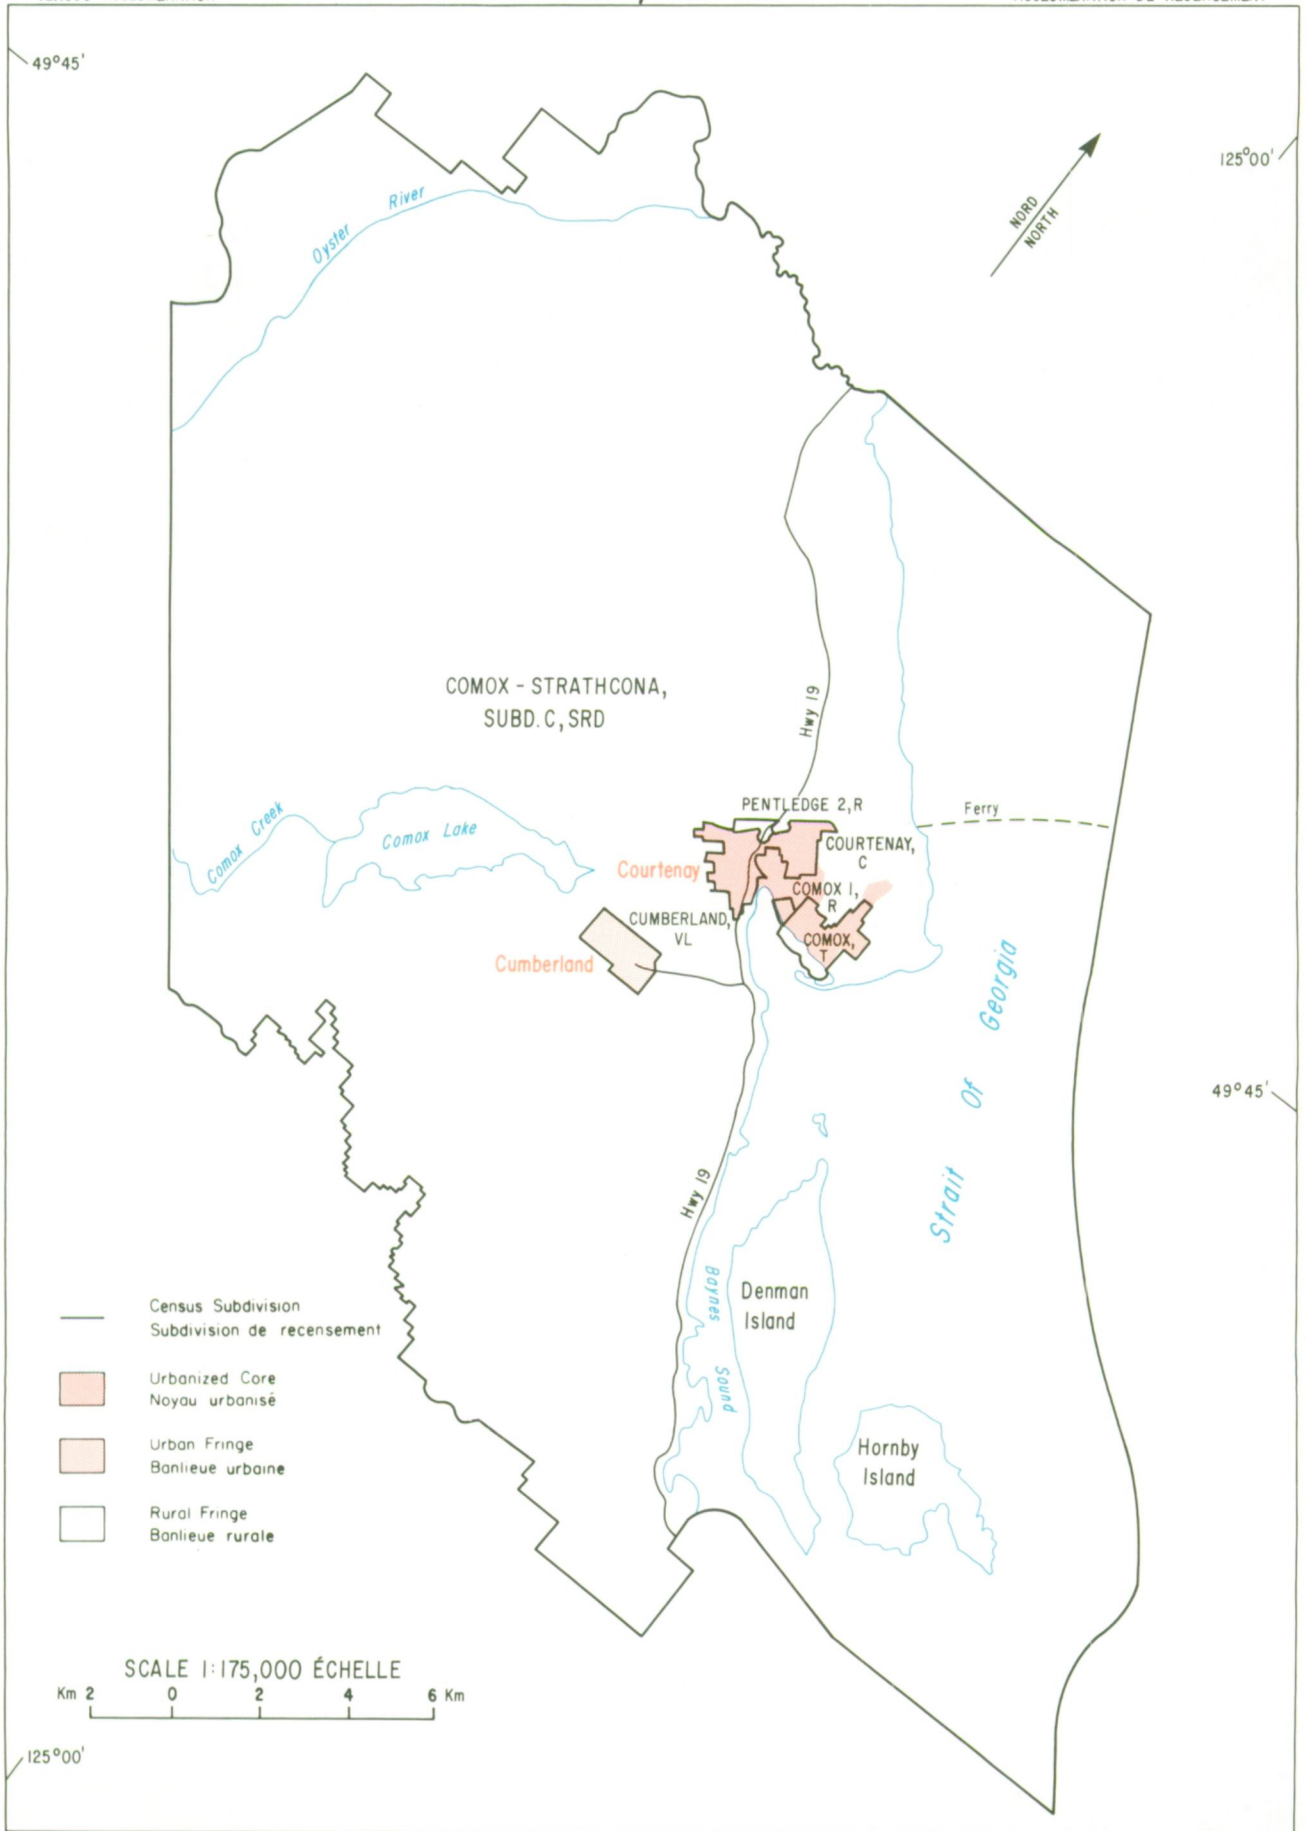 49°45'
125°00'
NORD
NORTH
Oyster River
COMOX - STRATHCONA,
SUBD. C, SRD
Hwy 19
PENTLEDGE 2, R
Ferry
Comox Creek
Comox Lake
COURTENAY,
C
Courtenay
COMOX 1,
R
CUMBERLAND,
VL
COMOX,
T
Cumberland
Strait Of Georgia
49°45'
Hwy 19
Baynes Sound
Denman
Island
Hornby
Island
Census Subdivision
Subdivision de recensement
Urbanized Core
Noyau urbanisé
Urban Fringe
Banlieue urbaine
Rural Fringe
Banlieue rurale
SCALE 1:175,000 ÉCHELLE
Km 2 0 2 4 6 Km
125°00'